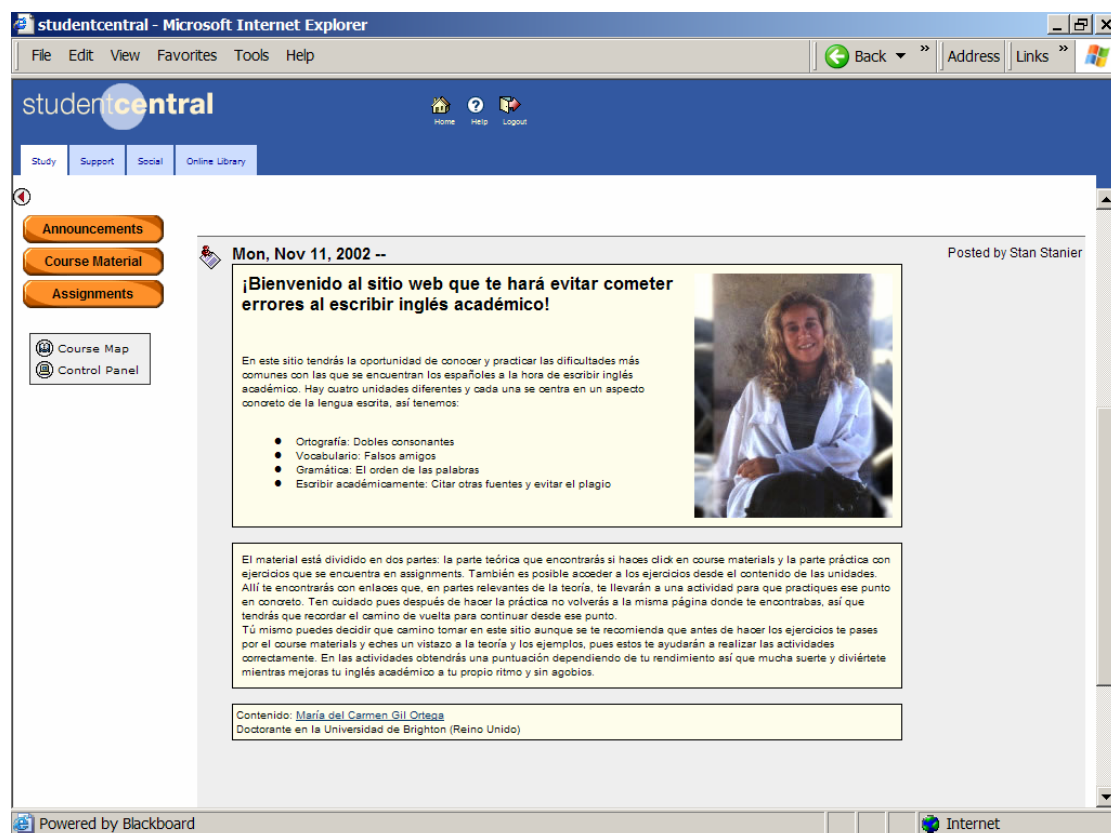 studentcentral - Microsoft Internet Explorer
File Edit View Favorites Tools Help
Back » Address Links »
studentcentral
Home Help Logout
Study Support Social Online Library
Announcements
Course Material
Assignments
Course Map
Control Panel
Mon, Nov 11, 2002 --
Posted by Stan Stanier
¡Bienvenido al sitio web que te hará evitar cometer
errores al escribir inglés académico!
En este sitio tendrás la oportunidad de conocer y practicar las dificultades más
comunes con las que se encuentran los españoles a la hora de escribir inglés
académico. Hay cuatro unidades diferentes y cada una se centra en un aspecto
concreto de la lengua escrita, así tenemos:
● Ortografía: Dobles consonantes
● Vocabulario: Falsos amigos
● Gramática: El orden de las palabras
● Escribir académicamente: Citar otras fuentes y evitar el plagio
El material está dividido en dos partes: la parte teórica que encontrarás si haces click en course materials y la parte práctica con
ejercicios que se encuentra en assignments. También es posible acceder a los ejercicios desde el contenido de las unidades.
Allí te encontrarás con enlaces que, en partes relevantes de la teoría, te llevarán a una actividad para que practiques ese punto
en concreto. Ten cuidado pues después de hacer la práctica no volverás a la misma página donde te encontrabas, así que
tendrás que recordar el camino de vuelta para continuar desde ese punto.
Tú mismo puedes decidir que camino tomar en este sitio aunque se te recomienda que antes de hacer los ejercicios te pases
por el course materials y eches un vistazo a la teoría y los ejemplos, pues estos te ayudarán a realizar las actividades
correctamente. En las actividades obtendrás una puntuación dependiendo de tu rendimiento así que mucha suerte y diviértete
mientras mejoras tu inglés académico a tu propio ritmo y sin agobios.
Contenido: María del Carmen Gil Ortega
Doctorante en la Universidad de Brighton (Reino Unido)
Powered by Blackboard
Internet